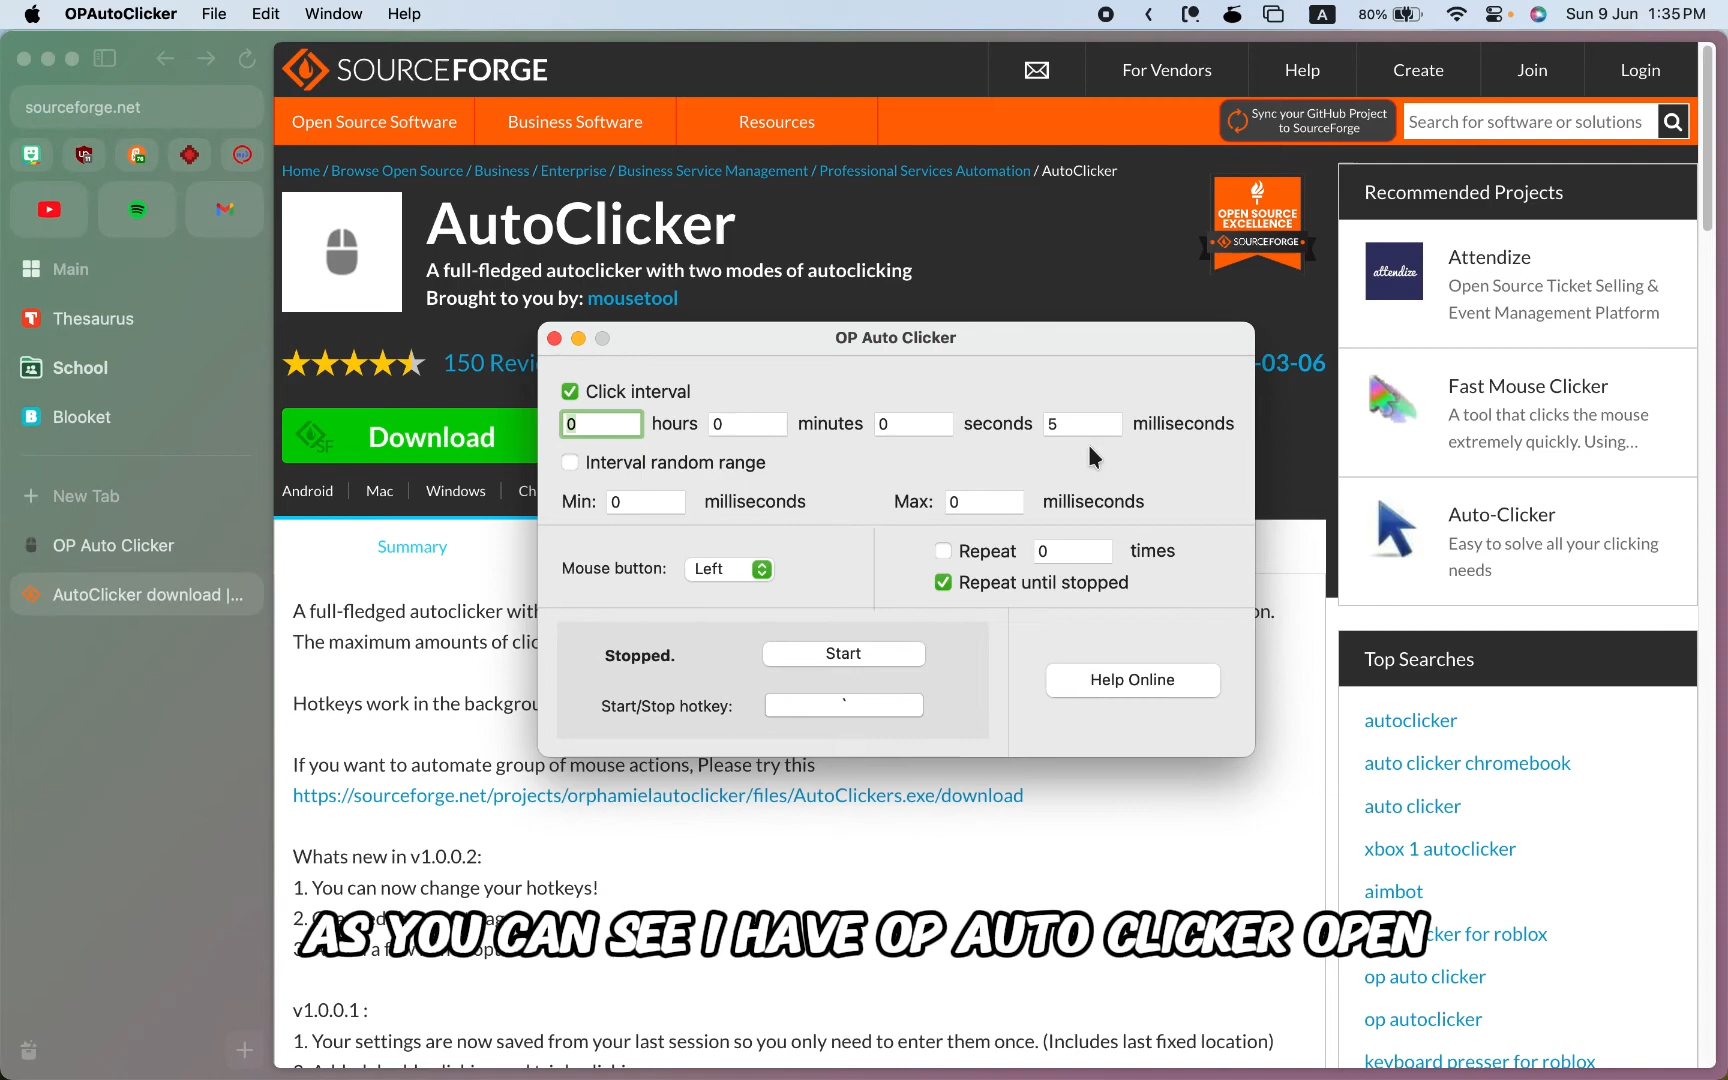 OPAutoClicker File Edit Window Help
A 80% Sun 9 Jun 1:35 PM
sourceforge.net
Main
Thesaurus
School
Blooket
New Tab
OP Auto Clicker
AutoClicker download |...
SOURCEFORGE
For Vendors Help Create Join Login
Open Source Software Business Software Resources
Sync your GitHub Project
to SourceForge
Search for software or solutions
Home / Browse Open Source / Business / Enterprise / Business Service Management / Professional Services Automation / AutoClicker
AutoClicker
A full-fledged autoclicker with two modes of autoclicking
Brought to you by: mousetool
OPEN SOURCE
EXCELLENCE
SOURCEFORGE
150 Revi
-03-06
Download
SF
Android Mac Windows Ch
Summary
OP Auto Clicker
Click interval
0 hours 0 minutes 0 seconds 5 milliseconds
Interval random range
Min: 0 milliseconds Max: 0 milliseconds
Mouse button: Left
Repeat 0 times
Repeat until stopped
Stopped. Start
Start/Stop hotkey: `
Help Online
A full-fledged autoclicker with
on.
The maximum amounts of clic
Hotkeys work in the backgrou
If you want to automate group of mouse actions, Please try this
https://sourceforge.net/projects/orphamielautoclicker/files/AutoClickers.exe/download
Whats new in v1.0.0.2:
1. You can now change your hotkeys!
2.
AS YOU CAN SEE I HAVE OP AUTO CLICKER OPEN
v1.0.0.1 :
1. Your settings are now saved from your last session so you only need to enter them once. (Includes last fixed location)
Recommended Projects
attendize
Attendize
Open Source Ticket Selling &
Event Management Platform
Fast Mouse Clicker
A tool that clicks the mouse
extremely quickly. Using...
Auto-Clicker
Easy to solve all your clicking
needs
Top Searches
autoclicker
auto clicker chromebook
auto clicker
xbox 1 autoclicker
aimbot
cker for roblox
op auto clicker
op autoclicker
keyboard presser for roblox